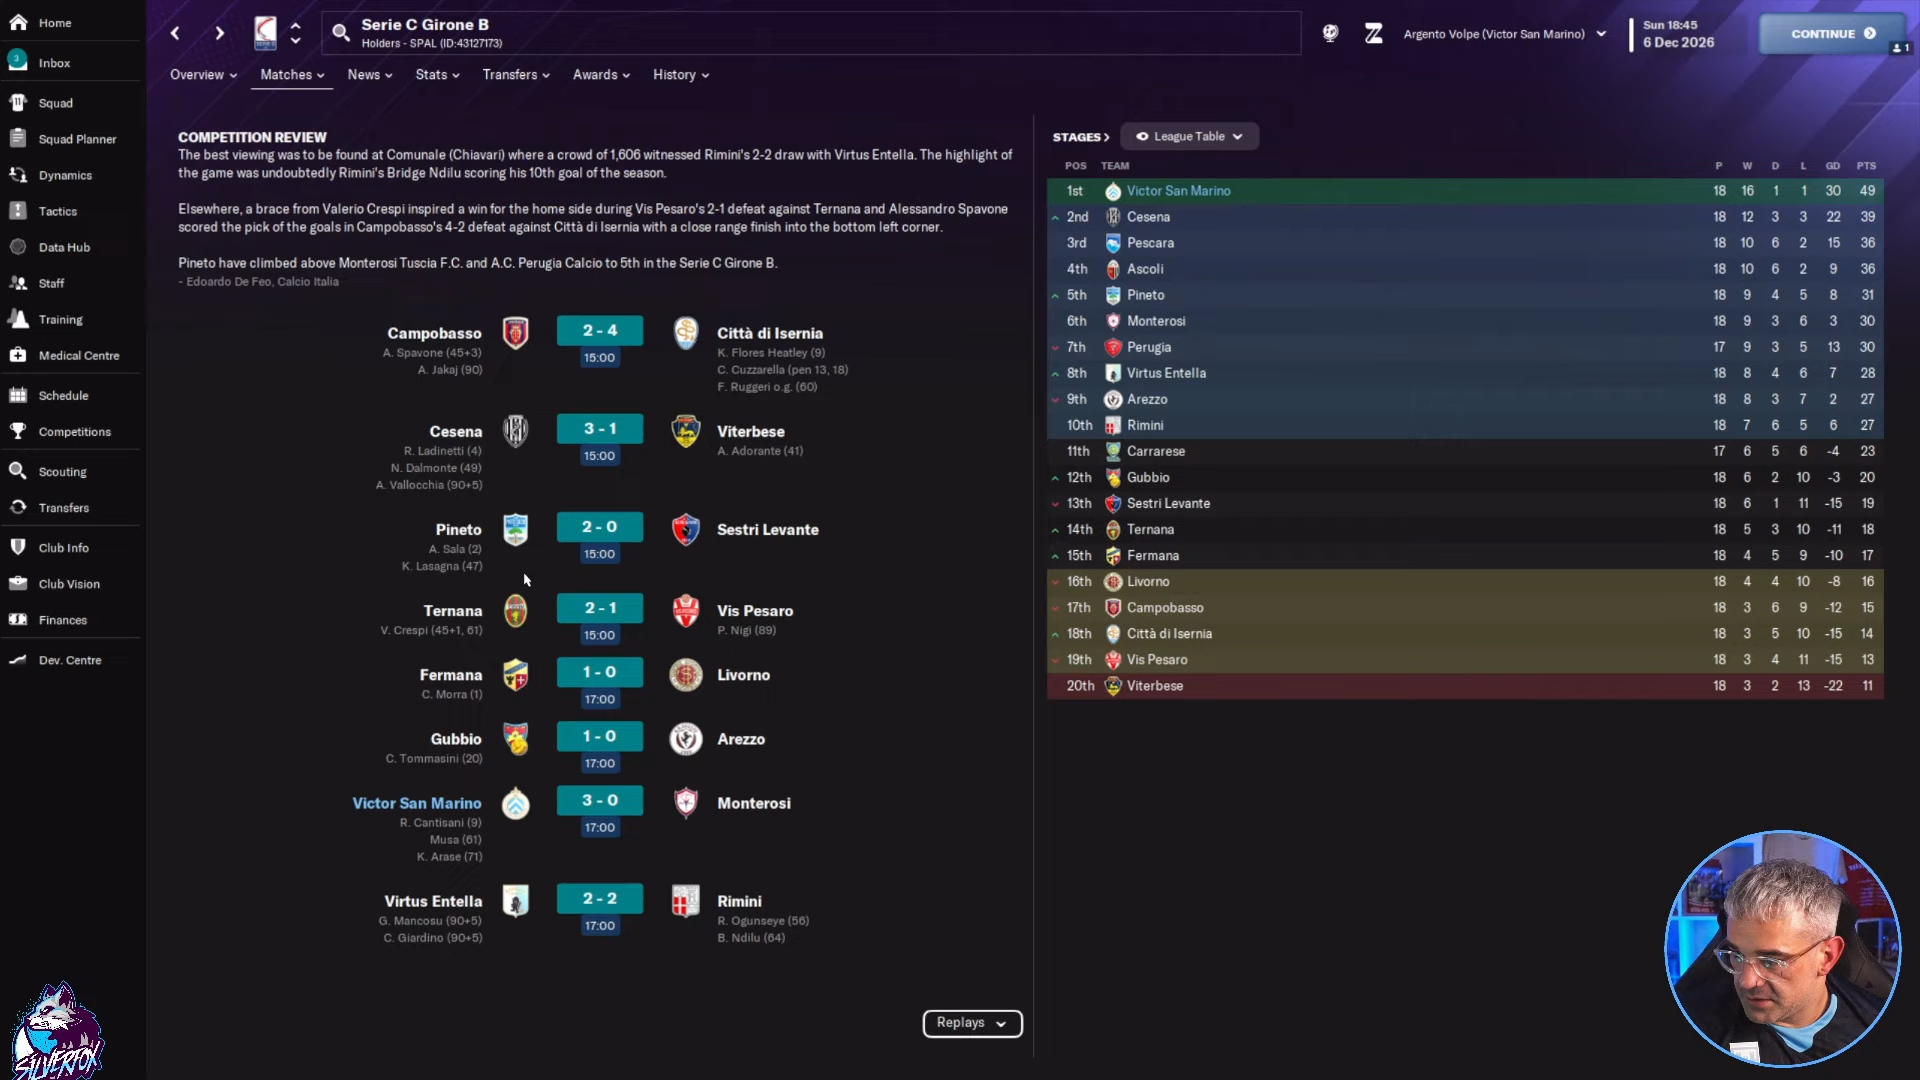 Home
3
Inbox
Squad
Squad Planner
Dynamics
Tactics
Data Hub
Staff
Training
Medical Centre
Schedule
Competitions
Scouting
Transfers
Club Info
Club Vision
Finances
Dev. Centre
SILVERFOX
Serie C Girone B
Holders - SPAL (ID:43127173)
Argento Volpe (Victor San Marino)
Sun 18:45
6 Dec 2026
CONTINUE
1
Overview Matches News Stats Transfers Awards History
COMPETITION REVIEW
The best viewing was to be found at Comunale (Chiavari) where a crowd of 1,606 witnessed Rimini's 2-2 draw with Virtus Entella. The highlight of
the game was undoubtedly Rimini's Bridge Ndilu scoring his 10th goal of the season.
Elsewhere, a brace from Valerio Crespi inspired a win for the home side during Vis Pesaro's 2-1 defeat against Ternana and Alessandro Spavone
scored the pick of the goals in Campobasso's 4-2 defeat against Città di Isernia with a close range finish into the bottom left corner.
Pineto have climbed above Monterosi Tuscia F.C. and A.C. Perugia Calcio to 5th in the Serie C Girone B.
- Edoardo De Feo, Calcio Italia
Campobasso 2 - 4 Città di Isernia
A. Spavone (45+3) 15:00 K. Flores Heatley (9)
A. Jakaj (90) C. Cuzzarella (pen 13, 18)
F. Ruggeri o.g. (60)
Cesena 3 - 1 Viterbese
R. Ladinetti (4) 15:00 A. Adorante (41)
N. Dalmonte (49)
A. Vallocchia (90+5)
Pineto 2 - 0 Sestri Levante
A. Sala (2) 15:00
K. Lasagna (47)
Ternana 2 - 1 Vis Pesaro
V. Crespi (45+1, 61) 15:00 P. Nigi (89)
Fermana 1 - 0 Livorno
C. Morra (1) 17:00
Gubbio 1 - 0 Arezzo
C. Tommasini (20) 17:00
Victor San Marino 3 - 0 Monterosi
R. Cantisani (9) 17:00
Musa (61)
K. Arase (71)
Virtus Entella 2 - 2 Rimini
G. Mancosu (90+5) 17:00 R. Ogunseye (56)
C. Giardino (90+5) B. Ndilu (64)
Replays
STAGES League Table
POS TEAM P W D L GD PTS
1st Victor San Marino 18 16 1 1 30 49
2nd Cesena 18 12 3 3 22 39
3rd Pescara 18 10 6 2 15 36
4th Ascoli 18 10 6 2 9 36
5th Pineto 18 9 4 5 8 31
6th Monterosi 18 9 3 6 3 30
7th Perugia 17 9 3 5 13 30
8th Virtus Entella 18 8 4 6 7 28
9th Arezzo 18 8 3 7 2 27
10th Rimini 18 7 6 5 6 27
11th Carrarese 17 6 5 6 -4 23
12th Gubbio 18 6 2 10 -3 20
13th Sestri Levante 18 6 1 11 -15 19
14th Ternana 18 5 3 10 -11 18
15th Fermana 18 4 5 9 -10 17
16th Livorno 18 4 4 10 -8 16
17th Campobasso 18 3 6 9 -12 15
18th Città di Isernia 18 3 5 10 -15 14
19th Vis Pesaro 18 3 4 11 -15 13
20th Viterbese 18 3 2 13 -22 11